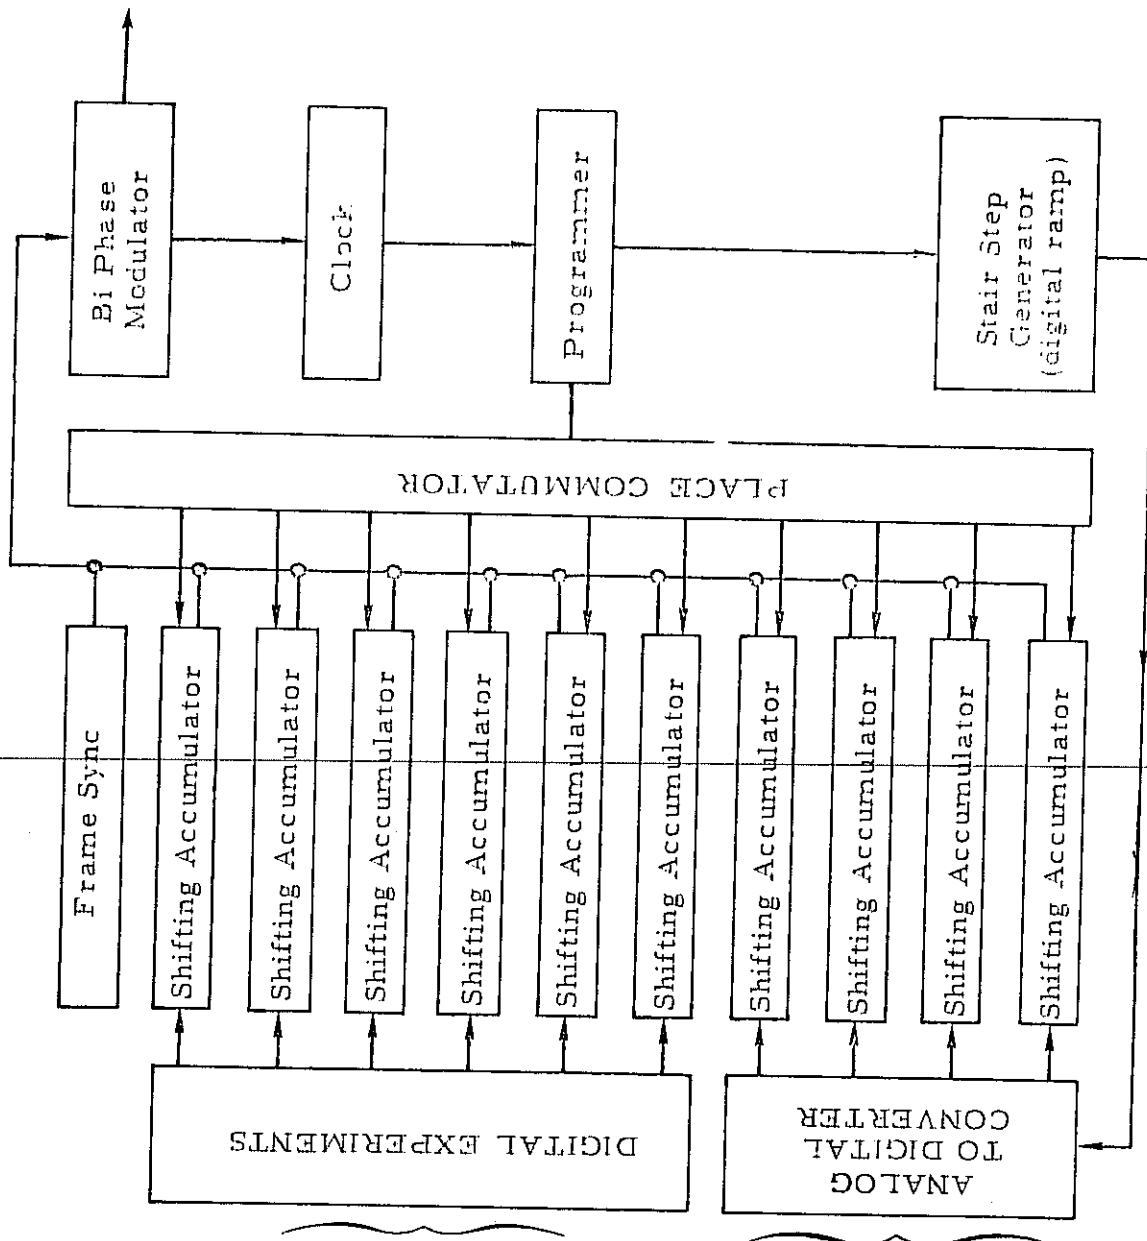 Bi Phase
Modulator
Clock
Programmer
Stair Step
Generator
(digital ramp)
PLACE COMMUTATOR
Frame Sync
Shifting Accumulator
Shifting Accumulator
Shifting Accumulator
Shifting Accumulator
Shifting Accumulator
Shifting Accumulator
Shifting Accumulator
Shifting Accumulator
Shifting Accumulator
Shifting Accumulator
DIGITAL EXPERIMENTS
ANALOG
TO DIGITAL
CONVERTER